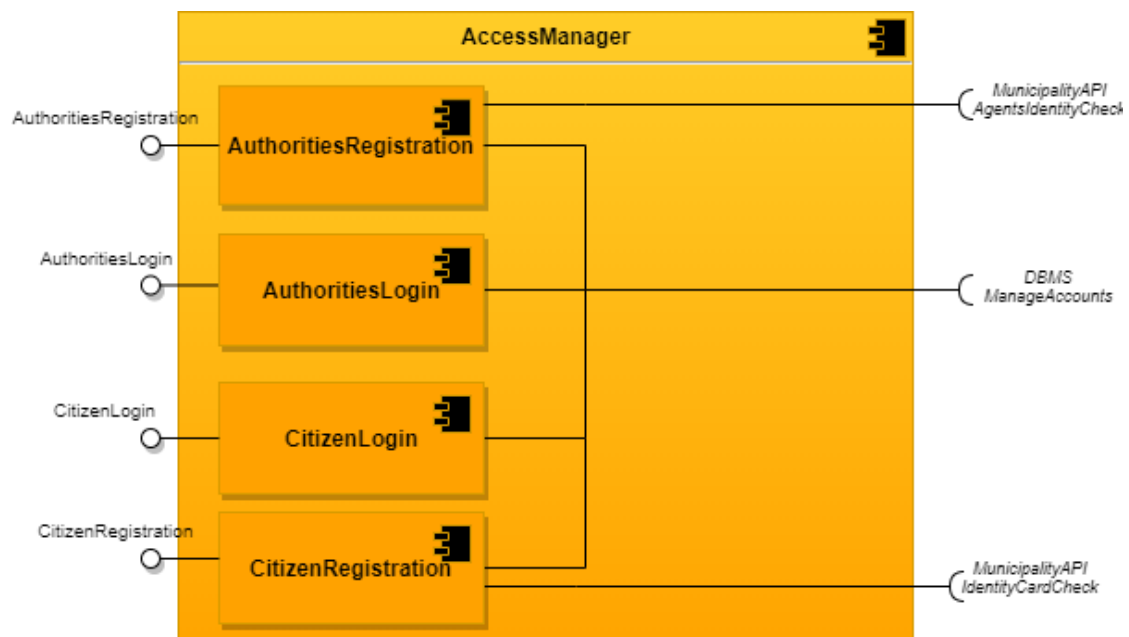 AccessManager
MunicipalityAPI
AgentsIdentityCheck
AuthoritiesRegistration
AuthoritiesRegistration
AuthoritiesLogin
AuthoritiesLogin
DBMS
ManageAccounts
CitizenLogin
CitizenLogin
CitizenRegistration
CitizenRegistration
MunicipalityAPI
IdentityCardCheck